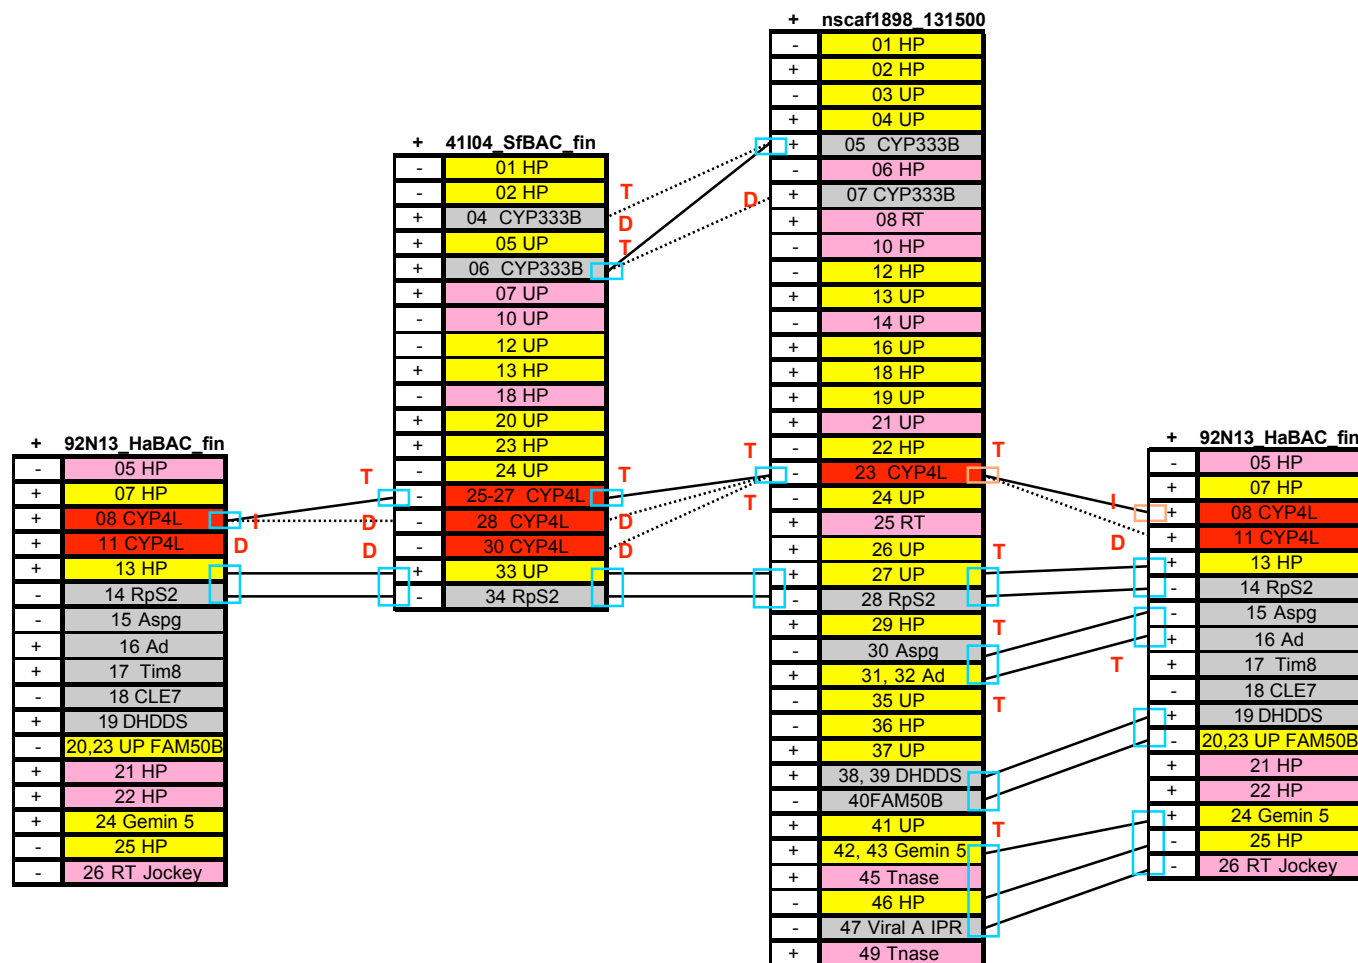 + nscaf1898_131500
- 01 HP
+ 02 HP
- 03 UP
+ 04 UP
+ 05 CYP333B
- 06 HP
+ 07 CYP333B
+ 08 RT
- 10 HP
- 12 HP
+ 13 UP
- 14 UP
+ 16 UP
+ 18 HP
+ 19 UP
+ 21 UP
- 22 HP
- 23 CYP4L
- 24 UP
+ 25 RT
+ 26 UP
+ 27 UP
- 28 RpS2
+ 29 HP
- 30 Aspg
+ 31, 32 Ad
- 35 UP
- 36 HP
+ 37 UP
+ 38, 39 DHDDS
- 40FAM50B
+ 41 UP
+ 42, 43 Gemin 5
+ 45 Tnase
- 46 HP
- 47 Viral A IPR
+ 49 Tnase
+ 41I04_SfBAC_fin
- 01 HP
- 02 HP
+ 04 CYP333B
+ 05 UP
+ 06 CYP333B
+ 07 UP
- 10 UP
- 12 UP
+ 13 HP
- 18 HP
+ 20 UP
+ 23 HP
- 24 UP
- 25-27 CYP4L
- 28 CYP4L
- 30 CYP4L
+ 33 UP
- 34 RpS2
+ 92N13_HaBAC_fin
- 05 HP
+ 07 HP
+ 08 CYP4L
+ 11 CYP4L
+ 13 HP
- 14 RpS2
- 15 Aspg
+ 16 Ad
+ 17 Tim8
- 18 CLE7
+ 19 DHDDS
- 20,23 UP FAM50B
+ 21 HP
+ 22 HP
+ 24 Gemin 5
- 25 HP
- 26 RT Jockey
+ 92N13_HaBAC_fin
- 05 HP
+ 07 HP
+ 08 CYP4L
+ 11 CYP4L
+ 13 HP
- 14 RpS2
- 15 Aspg
+ 16 Ad
+ 17 Tim8
- 18 CLE7
+ 19 DHDDS
- 20,23 UP FAM50B
+ 21 HP
+ 22 HP
+ 24 Gemin 5
- 25 HP
- 26 RT Jockey
T
I
D
D
D
T
D
T
D
T
D
D
T
T
T
I
D
T
T
T
T
T